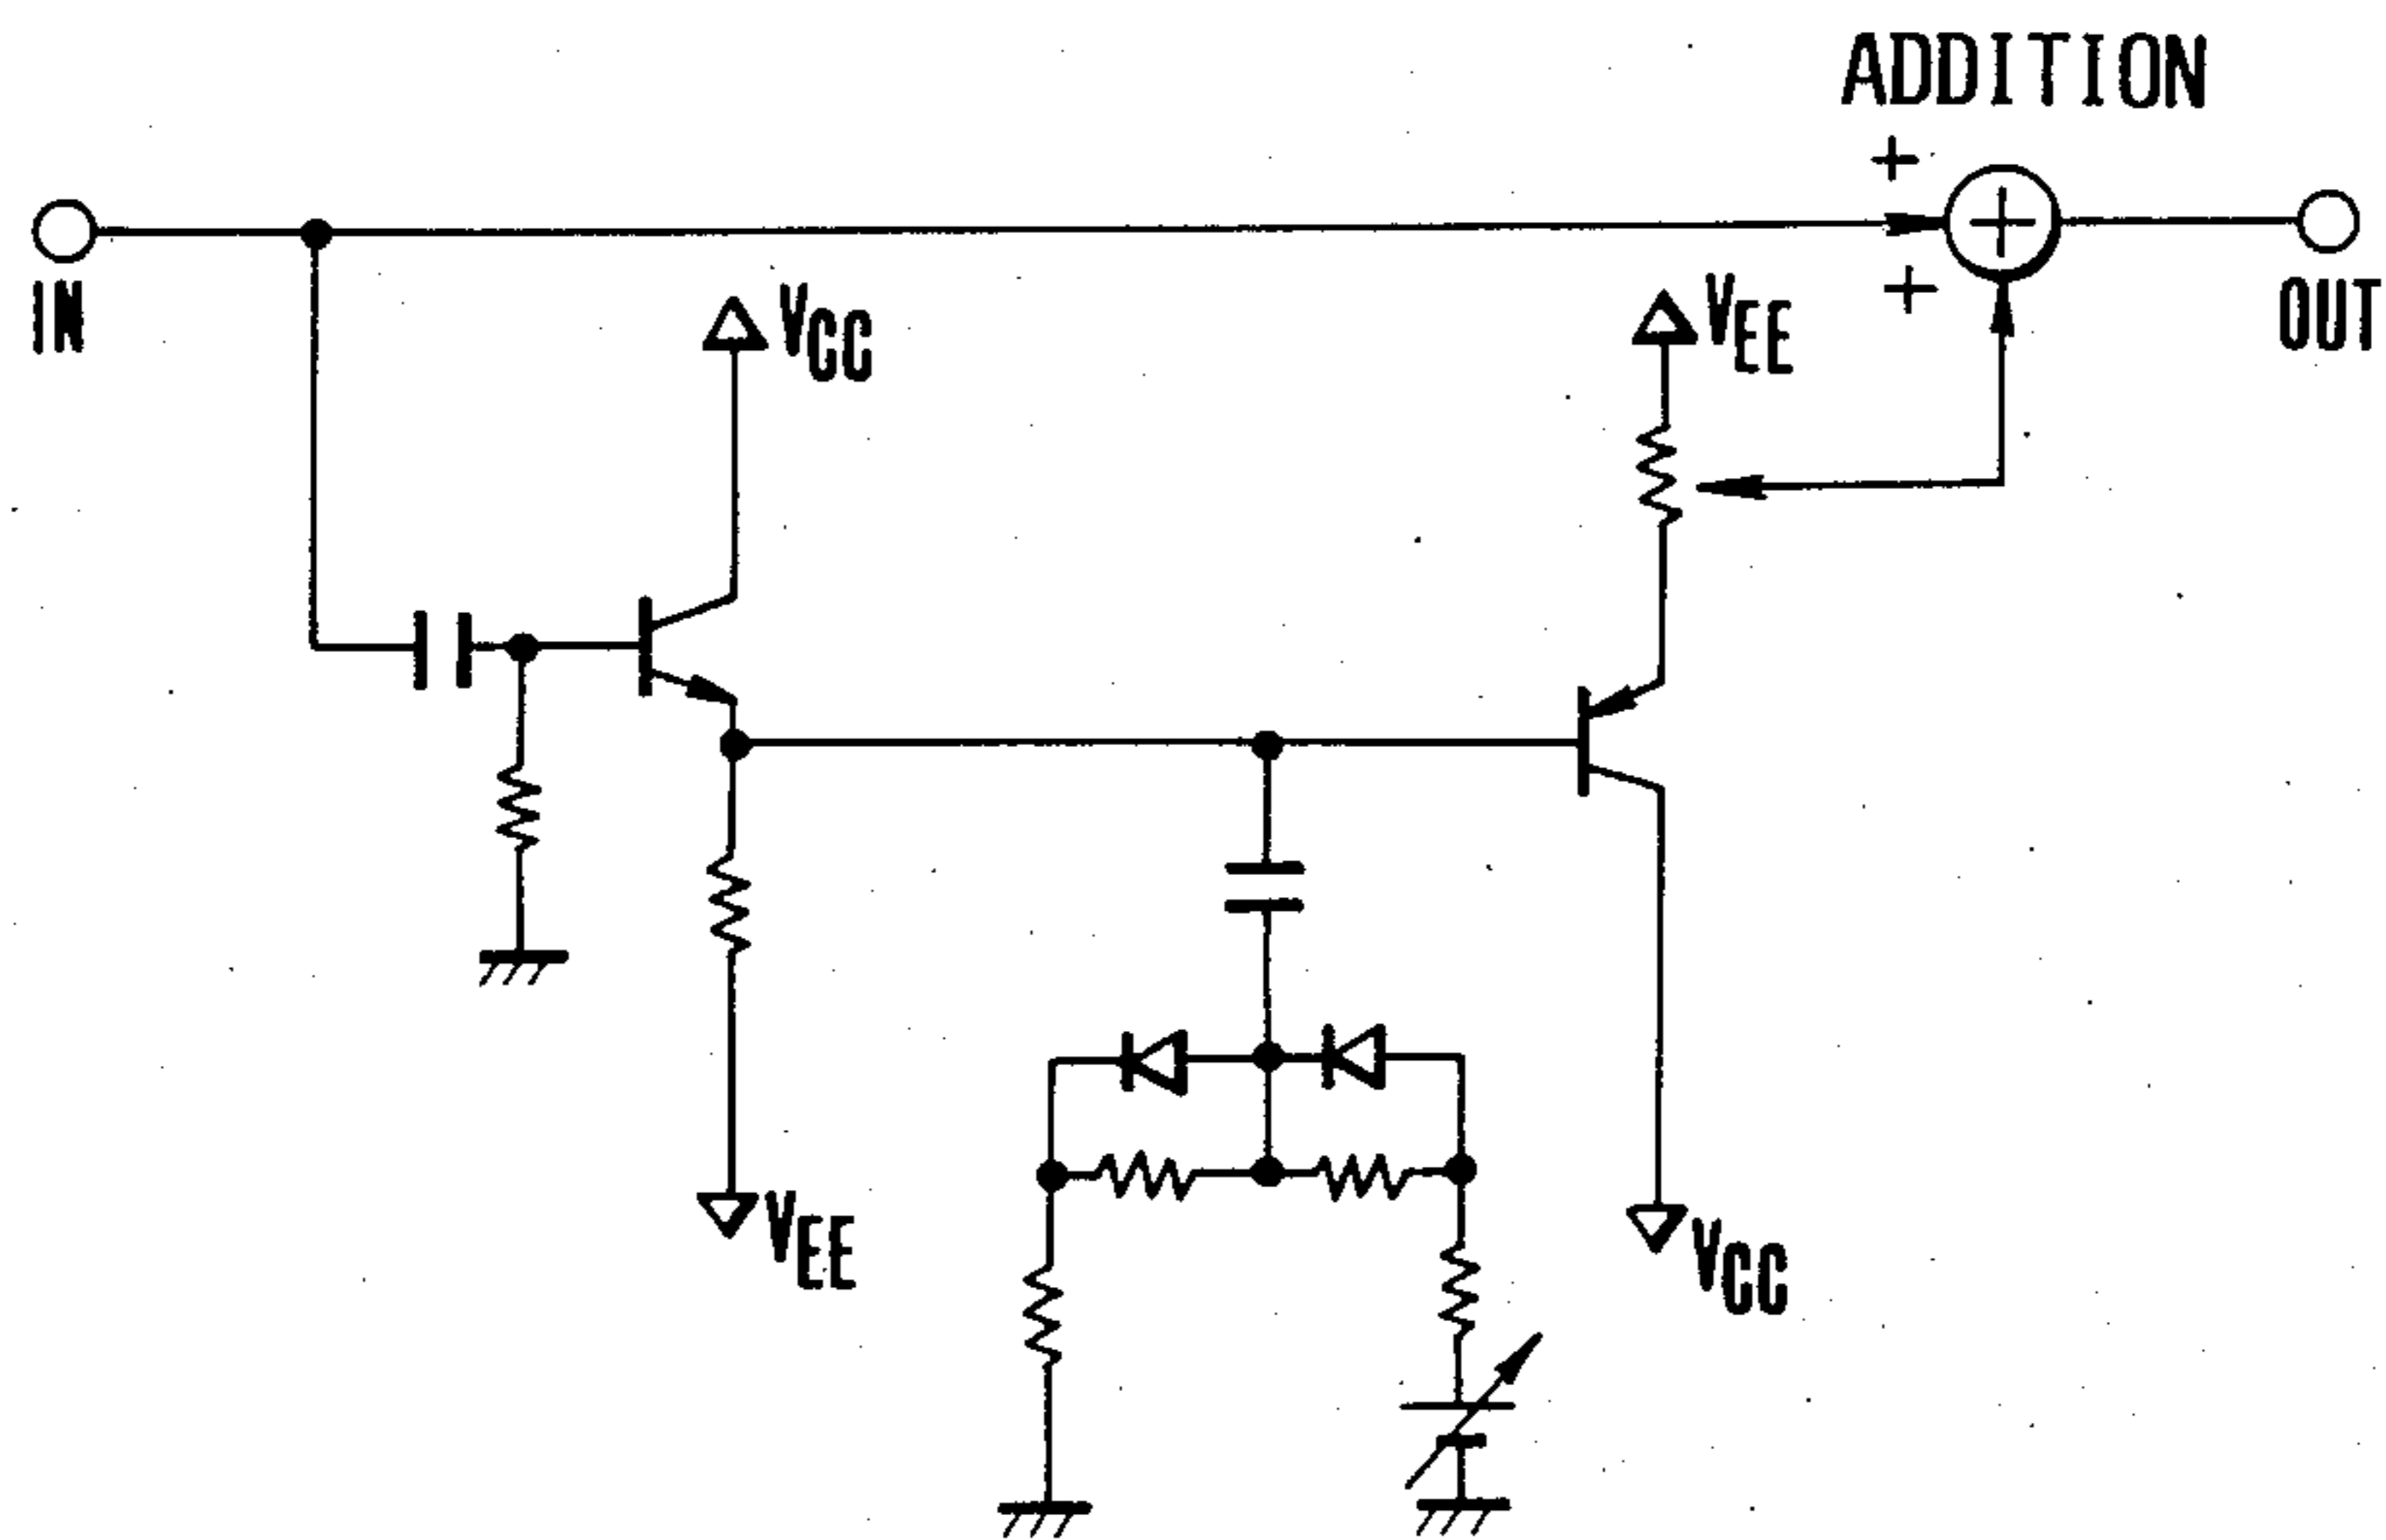 ADDITION
+
IN
+
OUT
VCC
VEE
VEE
VCC